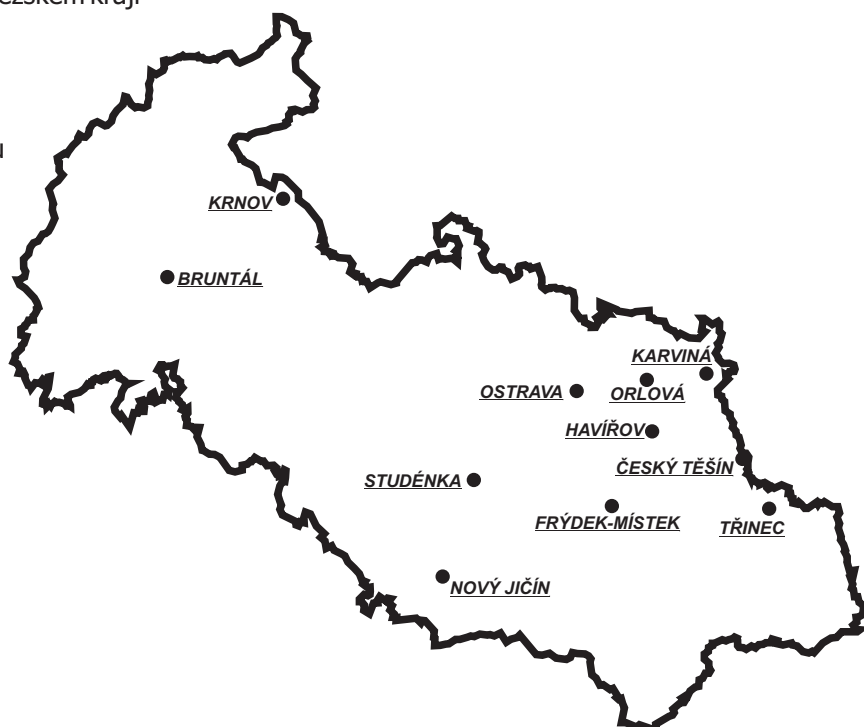 KRNOV
BRUNTÁL
KARVINÁ
OSTRAVA
ORLOVÁ
HAVÍŘOV
ČESKÝ TĚŠÍN
STUDÉNKA
FRÝDEK-MÍSTEK
TŘINEC
NOVÝ JIČÍN